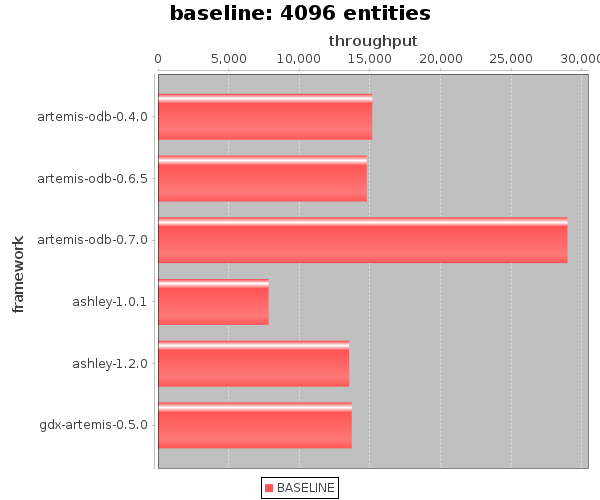 baseline: 4096 entities
throughput
0 5,000 10,000 15,000 20,000 25,000 30,000
framework
artemis-odb-0.4.0
artemis-odb-0.6.5
artemis-odb-0.7.0
ashley-1.0.1
ashley-1.2.0
gdx-artemis-0.5.0
BASELINE